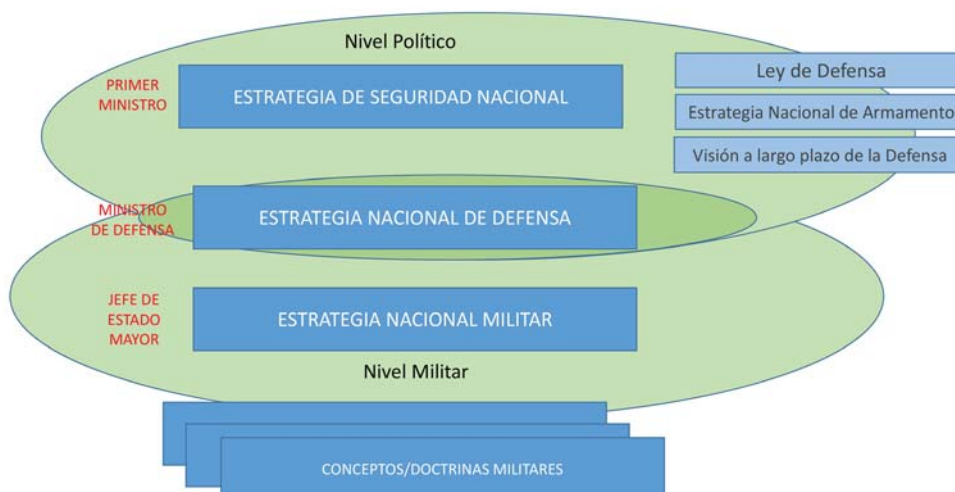 Nivel Político
PRIMER
MINISTRO
ESTRATEGIA DE SEGURIDAD NACIONAL
Ley de Defensa
Estrategia Nacional de Armamento
Visión a largo plazo de la Defensa
MINISTRO
DE DEFENSA
ESTRATEGIA NACIONAL DE DEFENSA
JEFE DE
ESTADO
MAYOR
ESTRATEGIA NACIONAL MILITAR
Nivel Militar
CONCEPTOS/DOCTRINAS MILITARES